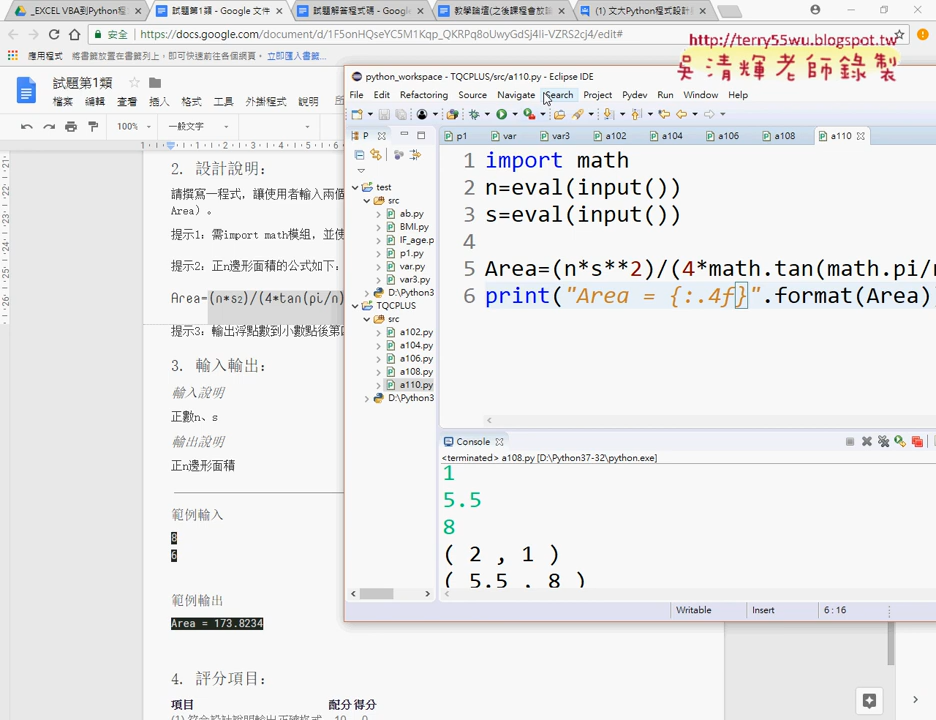 _EXCEL VBA到Python程
試題第1類 - Google 文件
試題解答程式碼 - Google
教學論壇(之後課程會放
(1) 文大Python程式設計
安全
https://docs.google.com/document/d/1F5onHQseYC5M1Kqp_QKRPq8oUwyGdSJ4Ii-VZRS2cj4/edit#
應用程式
將書籤放置在書籤列上，即可快速前往各個網頁。
立即匯入書籤...
http://terry55wu.blogspot.tw
吳清輝老師錄製
試題第1類
檔案 編輯 查看 插入 格式 工具 外掛程式 說明
100%
一般文字
2. 設計說明：
請撰寫一程式，讓使用者輸入兩個
Area）。
提示1：需import math模組，並使
提示2：正n邊形面積的公式如下：
Area=(n*s2)/(4*tan(pi/n)
提示3：輸出浮點數到小數點後第四
3. 輸入輸出：
輸入說明
正數n、s
輸出說明
正n邊形面積
範例輸入
8
6
範例輸出
Area = 173.8234
4. 評分項目：
項目 配分 得分
python_workspace - TQCPLUS/src/a110.py - Eclipse IDE
File Edit Refactoring Source Navigate Search Project Pydev Run Window Help
P
p1 var var3 a102 a104 a106 a108 a110
test
src
ab.py
BMI.py
IF_age.p
p1.py
var.py
var3.py
D:\Python3
TQCPLUS
src
a102.py
a104.py
a106.py
a108.py
a110.py
D:\Python3
1 import math
2 n=eval(input())
3 s=eval(input())
4
5 Area=(n*s**2)/(4*math.tan(math.pi/n
6 print("Area = {:.4f}".format(Area)
Console
<terminated> a108.py [D:\Python37-32\python.exe]
1
5.5
8
( 2 , 1 )
( 5.5 , 8 )
Writable Insert 6 : 16